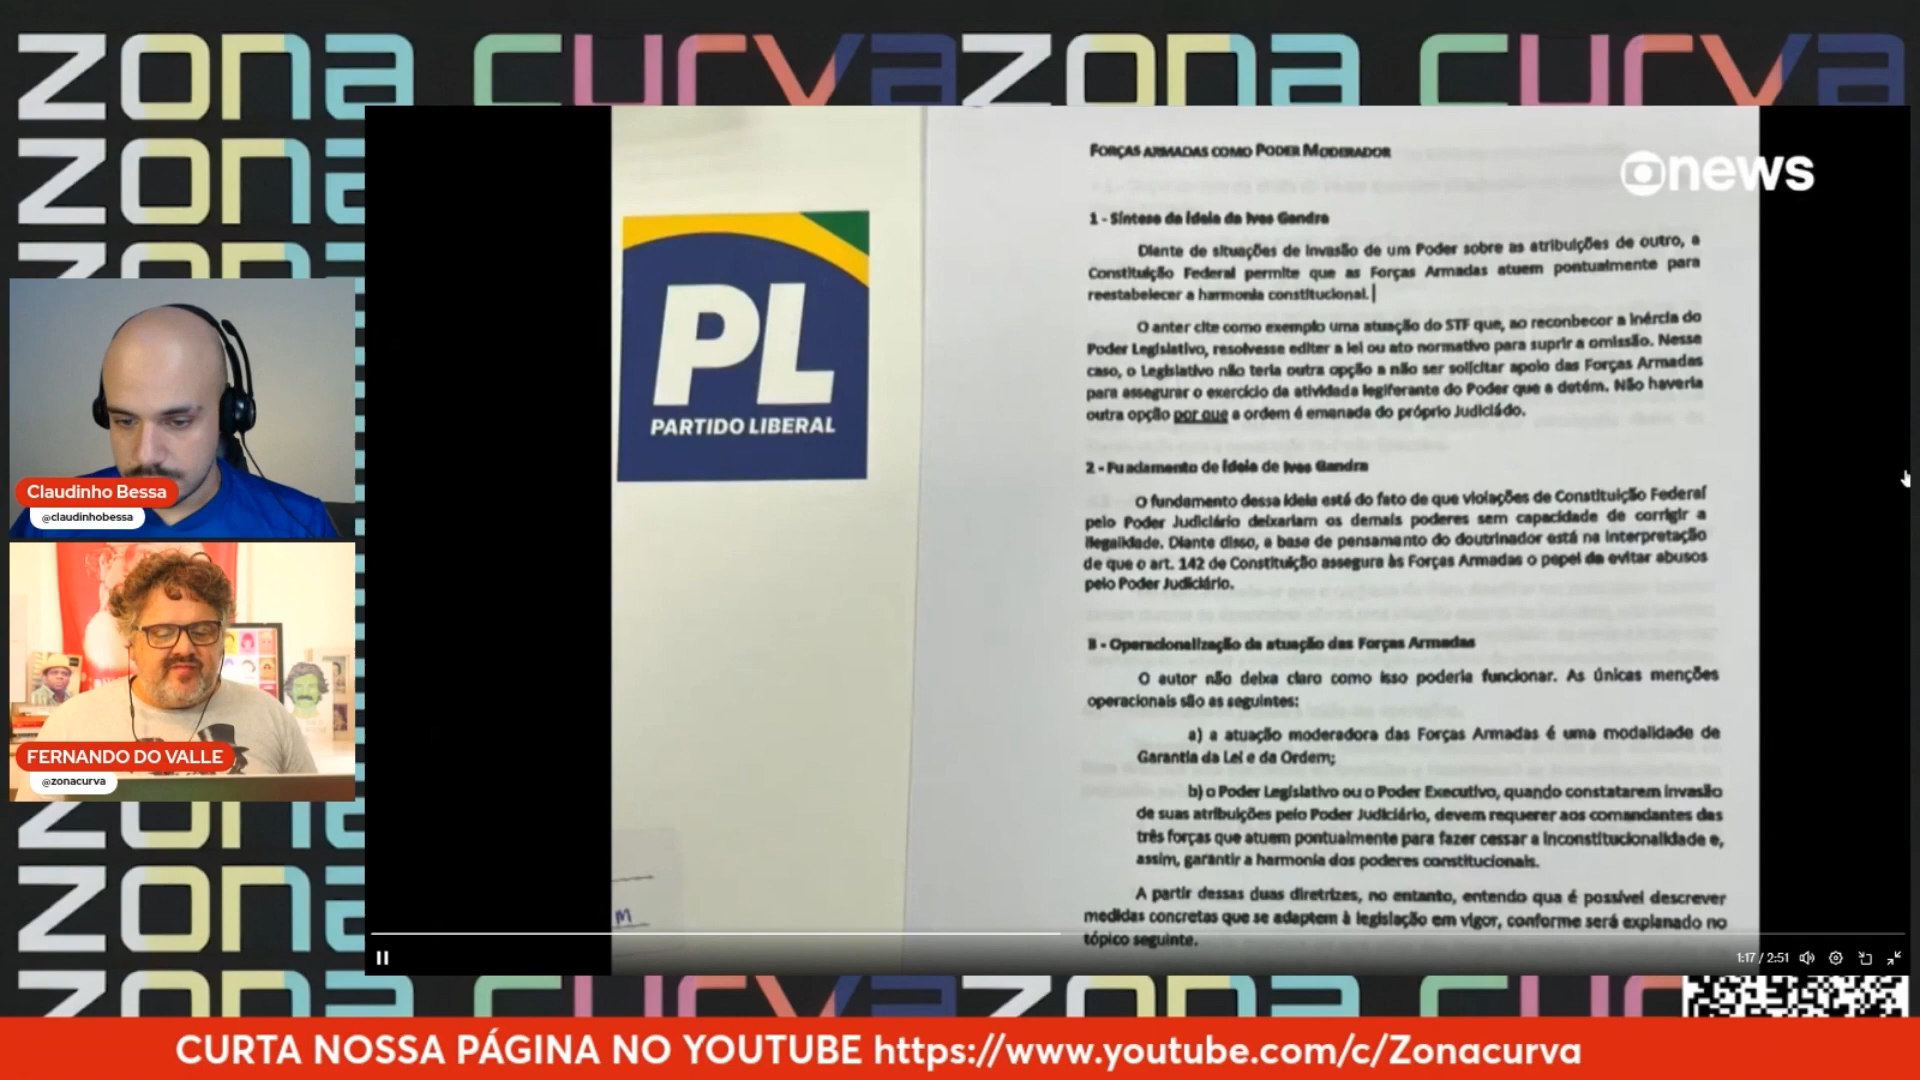 zona curva zona curva
zona
zona
Claudinho Bessa
@claudinhobessa
FERNANDO DO VALLE
@zonacurva
zona
zona
zona curva zona curva
PL
PARTIDO LIBERAL
M
news
FORÇAS ARMADAS COMO PODER MODERADOR
1 - Síntese da ideia de Ives Gandra
Diante de situações de invasão de um Poder sobre as atribuições de outro, a
Constituição Federal permite que as Forças Armadas atuem pontualmente para
reestabelecer a harmonia constitucional.
O autor cita como exemplo uma atuação do STF que, ao reconhecer a inércia do
Poder Legislativo, resolvesse editar a lei ou ato normativo para suprir a omissão. Nesse
caso, o Legislativo não teria outra opção a não ser solicitar apoio das Forças Armadas
para assegurar o exercício da atividade legiferante do Poder que a detém. Não haveria
outra opção por que a ordem é emanada do próprio Judiciário.
2 - Fundamento da ideia de Ives Gandra
O fundamento dessa ideia está do fato de que violações de Constituição Federal
pelo Poder Judiciário deixariam os demais poderes sem capacidade de corrigir a
ilegalidade. Diante disso, a base de pensamento do doutrinador está na interpretação
de que o art. 142 de Constituição assegura às Forças Armadas o papel de evitar abusos
pelo Poder Judiciário.
3 - Operacionalização da atuação das Forças Armadas
O autor não deixa claro como isso poderia funcionar. As únicas menções
operacionais são as seguintes:
a) a atuação moderadora das Forças Armadas é uma modalidade de
Garantia da Lei e da Ordem;
b) o Poder Legislativo ou o Poder Executivo, quando constatarem invasão
de suas atribuições pelo Poder Judiciário, devem requerer aos comandantes das
três forças que atuem pontualmente para fazer cessar a inconstitucionalidade e,
assim, garantir a harmonia dos poderes constitucionais.
A partir dessas duas diretrizes, no entanto, entendo que é possível descrever
medidas concretas que se adaptem à legislação em vigor, conforme será explanado no
tópico seguinte.
1:17 / 2:51
CURTA NOSSA PÁGINA NO YOUTUBE https://www.youtube.com/c/Zonacurva